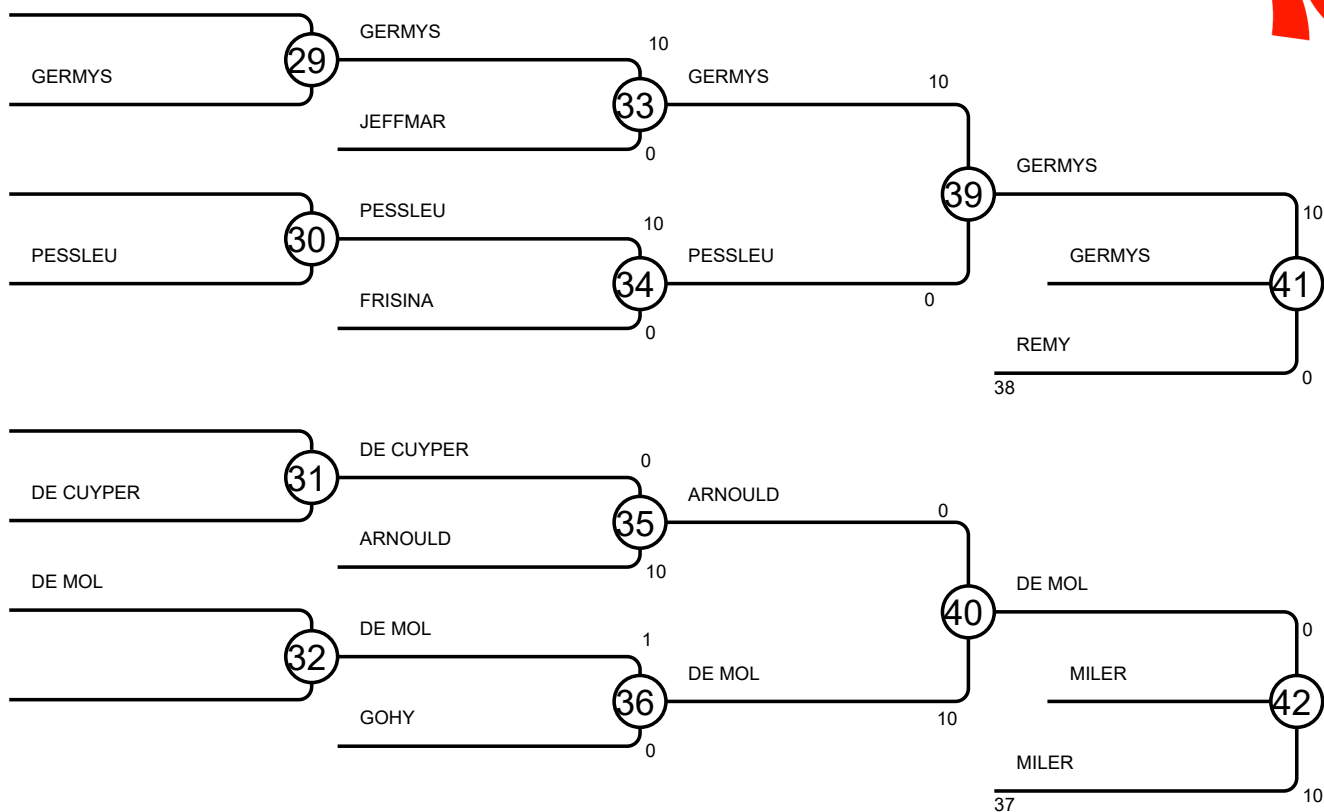 GERMYS
29
GERMYS
10
JEFFMAR
33
0
GERMYS
10
PESSLEU
30
PESSLEU
10
FRISINA
34
0
PESSLEU
0
39
GERMYS
10
GERMYS
41
REMY
38
0
DE CUYPER
31
DE CUYPER
0
ARNOULD
35
10
ARNOULD
0
DE MOL
32
DE MOL
1
GOHY
36
0
DE MOL
10
40
DE MOL
0
MILER
42
MILER
37
10